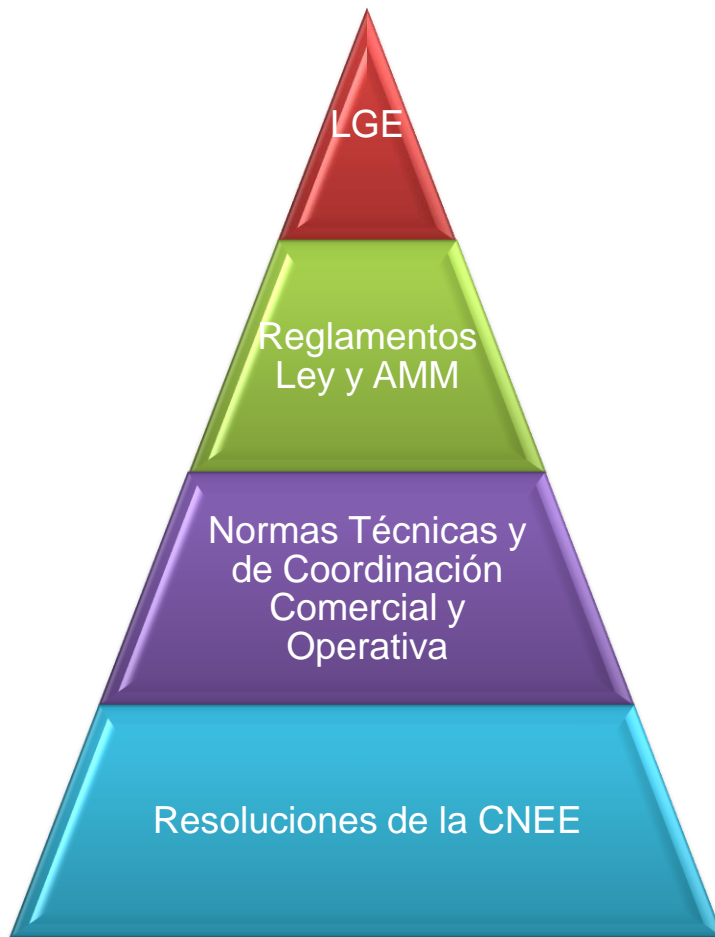 LGE
Reglamentos
Ley y AMM
Normas Técnicas y
de Coordinación
Comercial y
Operativa
Resoluciones de la CNEE